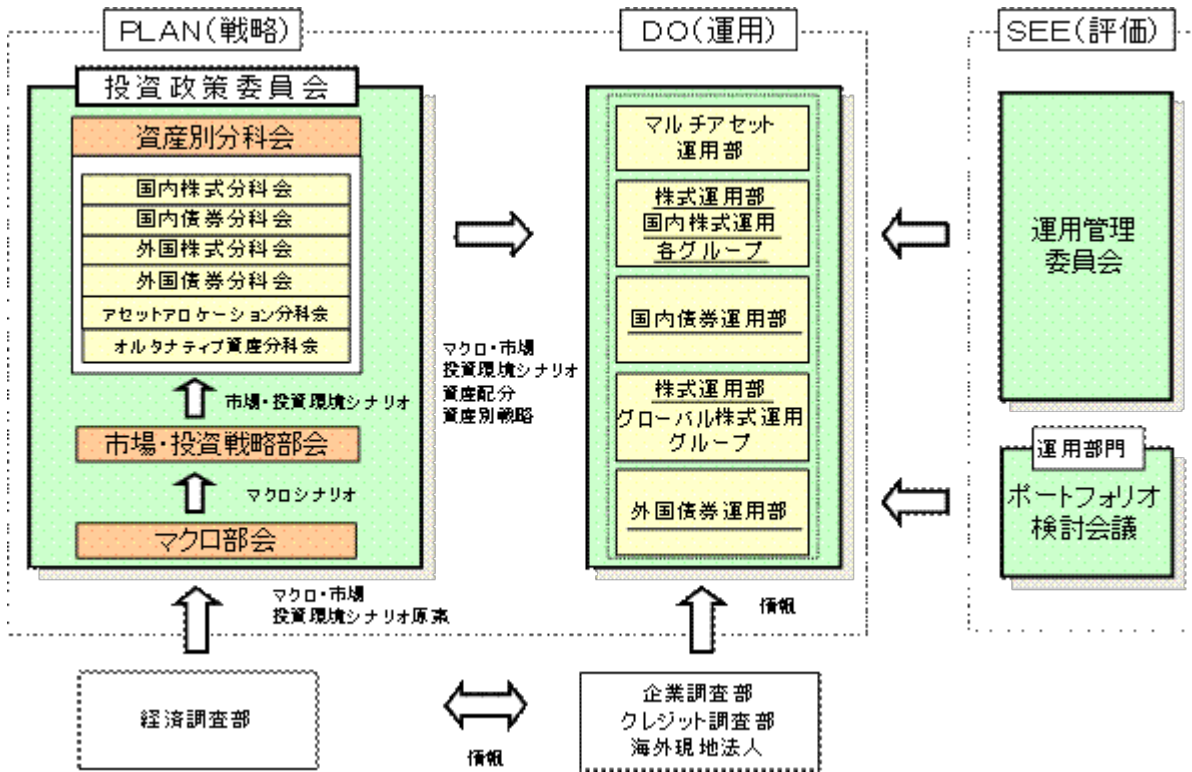 PLAN(戦略)
投資政策委員会
資産別分科会
国内株式分科会
国内債券分科会
外国株式分科会
外国債券分科会
アセットアロケーション分科会
オルタナティブ資産分科会
市場・投資環境シナリオ
市場・投資戦略部会
マクロシナリオ
マクロ部会
マクロ・市場
投資環境シナリオ原案
経済調査部
マクロ・市場
投資環境シナリオ
資産配分
資産別戦略
情報
DO(運用)
マルチアセット
運用部
株式運用部
国内株式運用
各グループ
国内債券運用部
株式運用部
グローバル株式運用
グループ
外国債券運用部
情報
企業調査部
クレジット調査部
海外現地法人
SEE(評価)
運用管理
委員会
運用部門
ポートフォリオ
検討会議